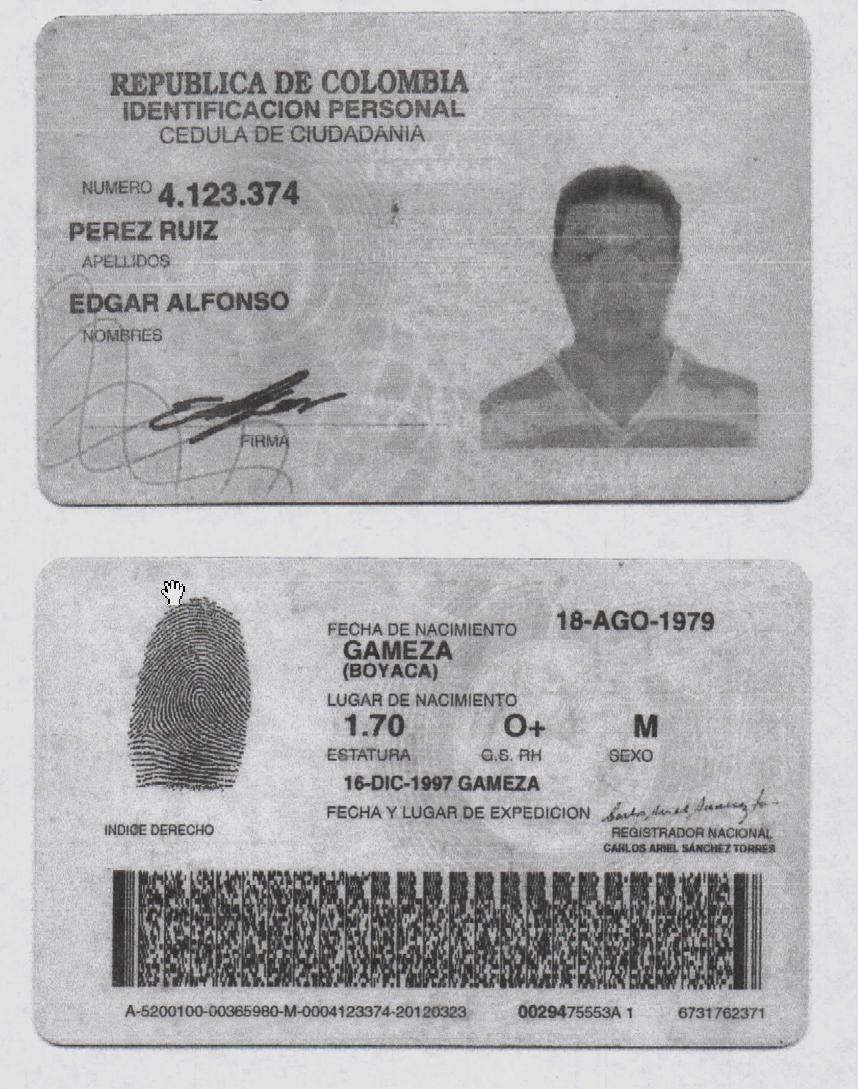 REPUBLICA DE COLOMBIA
IDENTIFICACION PERSONAL
CEDULA DE CIUDADANIA
NUMERO 4.123.374
PEREZ RUIZ
APELLIDOS
EDGAR ALFONSO
NOMBRES
FIRMA
FECHA DE NACIMIENTO 18-AGO-1979
GAMEZA
(BOYACA)
LUGAR DE NACIMIENTO
1.70 O+ M
ESTATURA G.S. RH SEXO
16-DIC-1997 GAMEZA
FECHA Y LUGAR DE EXPEDICION
INDICE DERECHO
REGISTRADOR NACIONAL
CARLOS ARIEL SÁNCHEZ TORRES
A-5200100-00365980-M-0004123374-20120323 0029475553A 1 6731762371